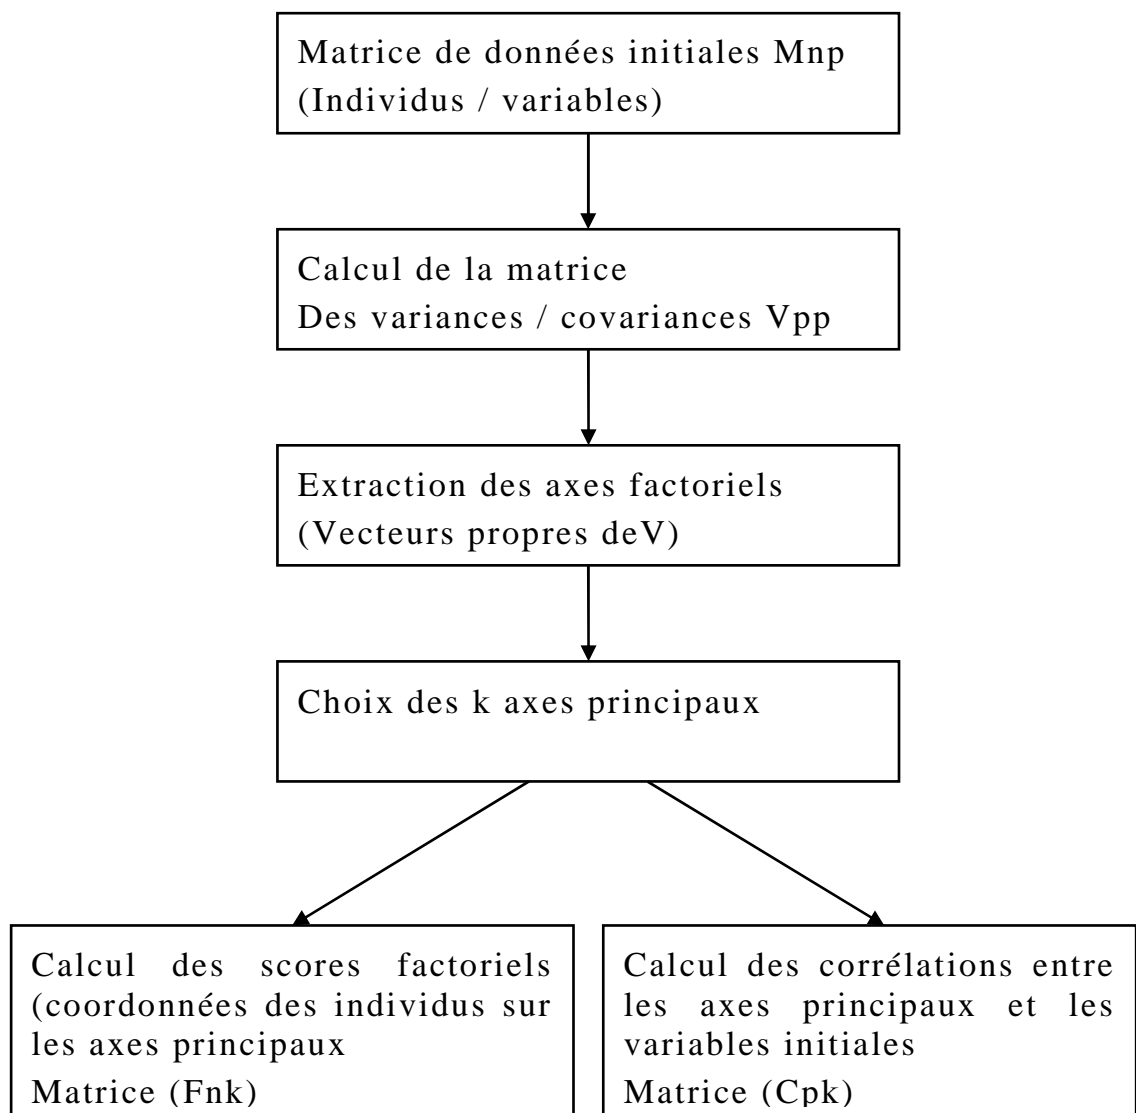 Matrice de données initiales Mnp
(Individus / variables)
Calcul de la matrice
Des variances / covariances Vpp
Extraction des axes factoriels
(Vecteurs propres deV)
Choix des k axes principaux
Calcul des scores factoriels
(coordonnées des individus sur
les axes principaux
Matrice (Fnk)
Calcul des corrélations entre
les axes principaux et les
variables initiales
Matrice (Cpk)